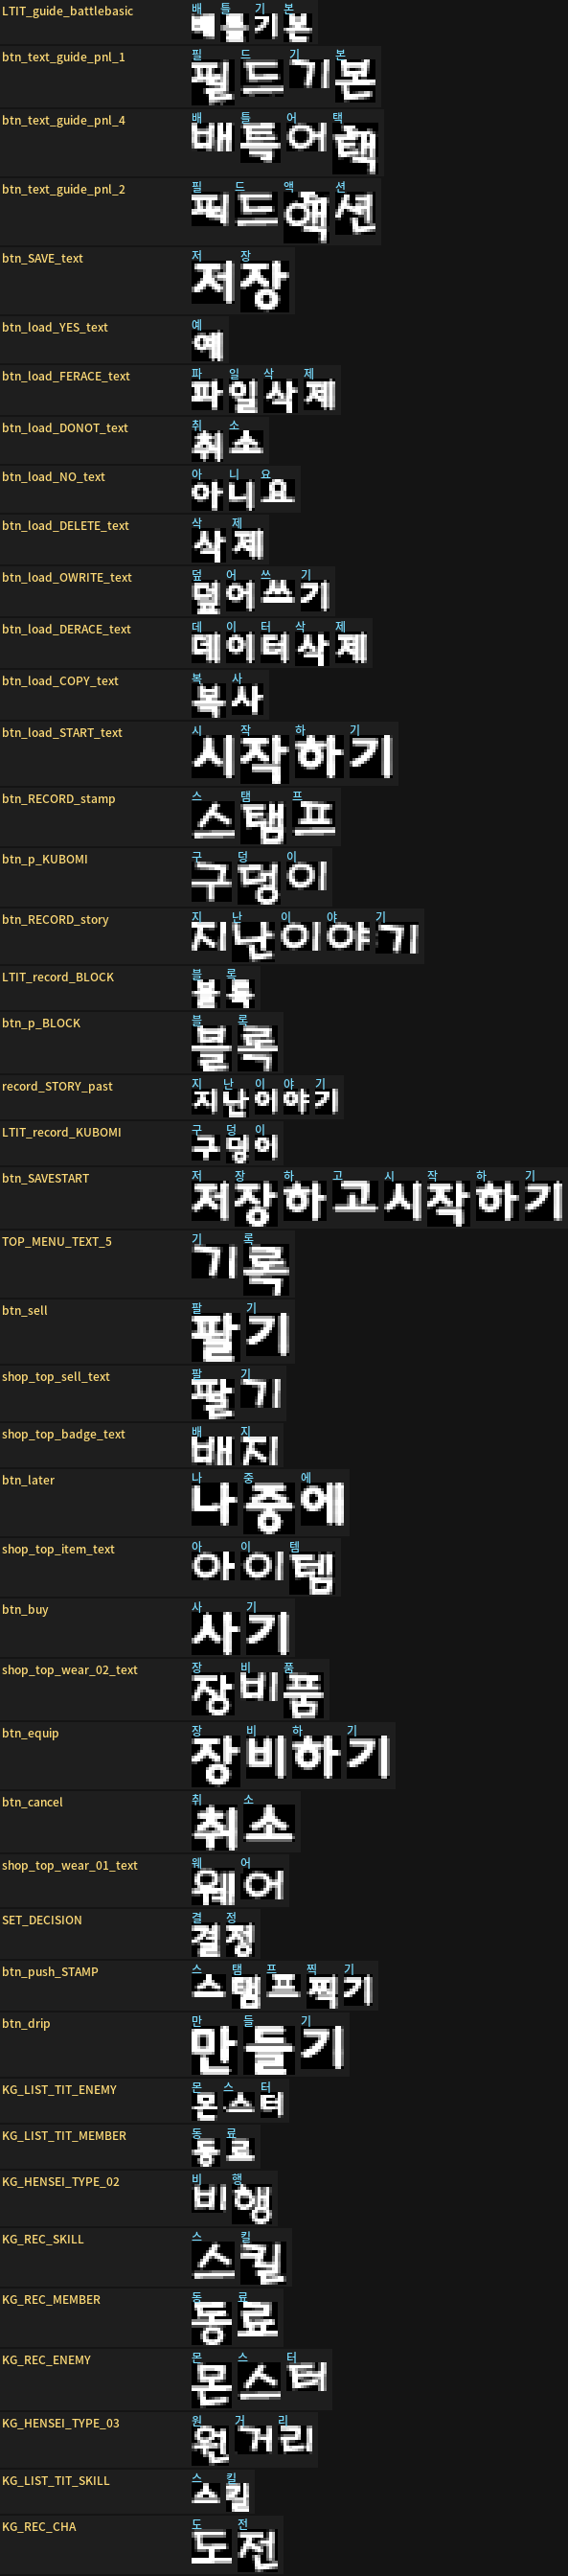 LTIT_guide_battlebasic 배틀기본
btn_text_guide_pnl_1 필드기본
btn_text_guide_pnl_4 배틀어택
btn_text_guide_pnl_2 필드액션
btn_SAVE_text 저장
btn_load_YES_text 예
btn_load_FERACE_text 파일삭제
btn_load_DONOT_text 취소
btn_load_NO_text 아니요
btn_load_DELETE_text 삭제
btn_load_OWRITE_text 덮어쓰기
btn_load_DERACE_text 데이터삭제
btn_load_COPY_text 복사
btn_load_START_text 시작하기
btn_RECORD_stamp 스탬프
btn_p_KUBOMI 구덩이
btn_RECORD_story 지난이야기
LTIT_record_BLOCK 블록
btn_p_BLOCK 블록
record_STORY_past 지난이야기
LTIT_record_KUBOMI 구덩이
btn_SAVESTART 저장하고시작하기
TOP_MENU_TEXT_5 기록
btn_sell 팔기
shop_top_sell_text 팔기
shop_top_badge_text 배지
btn_later 나중에
shop_top_item_text 아이템
btn_buy 사기
shop_top_wear_02_text 장비품
btn_equip 장비하기
btn_cancel 취소
shop_top_wear_01_text 웨어
SET_DECISION 결정
btn_push_STAMP 스탬프찍기
btn_drip 만들기
KG_LIST_TIT_ENEMY 몬스터
KG_LIST_TIT_MEMBER 동료
KG_HENSEI_TYPE_02 비행
KG_REC_SKILL 스킬
KG_REC_MEMBER 동료
KG_REC_ENEMY 몬스터
KG_HENSEI_TYPE_03 원거리
KG_LIST_TIT_SKILL 스킬
KG_REC_CHA 도전